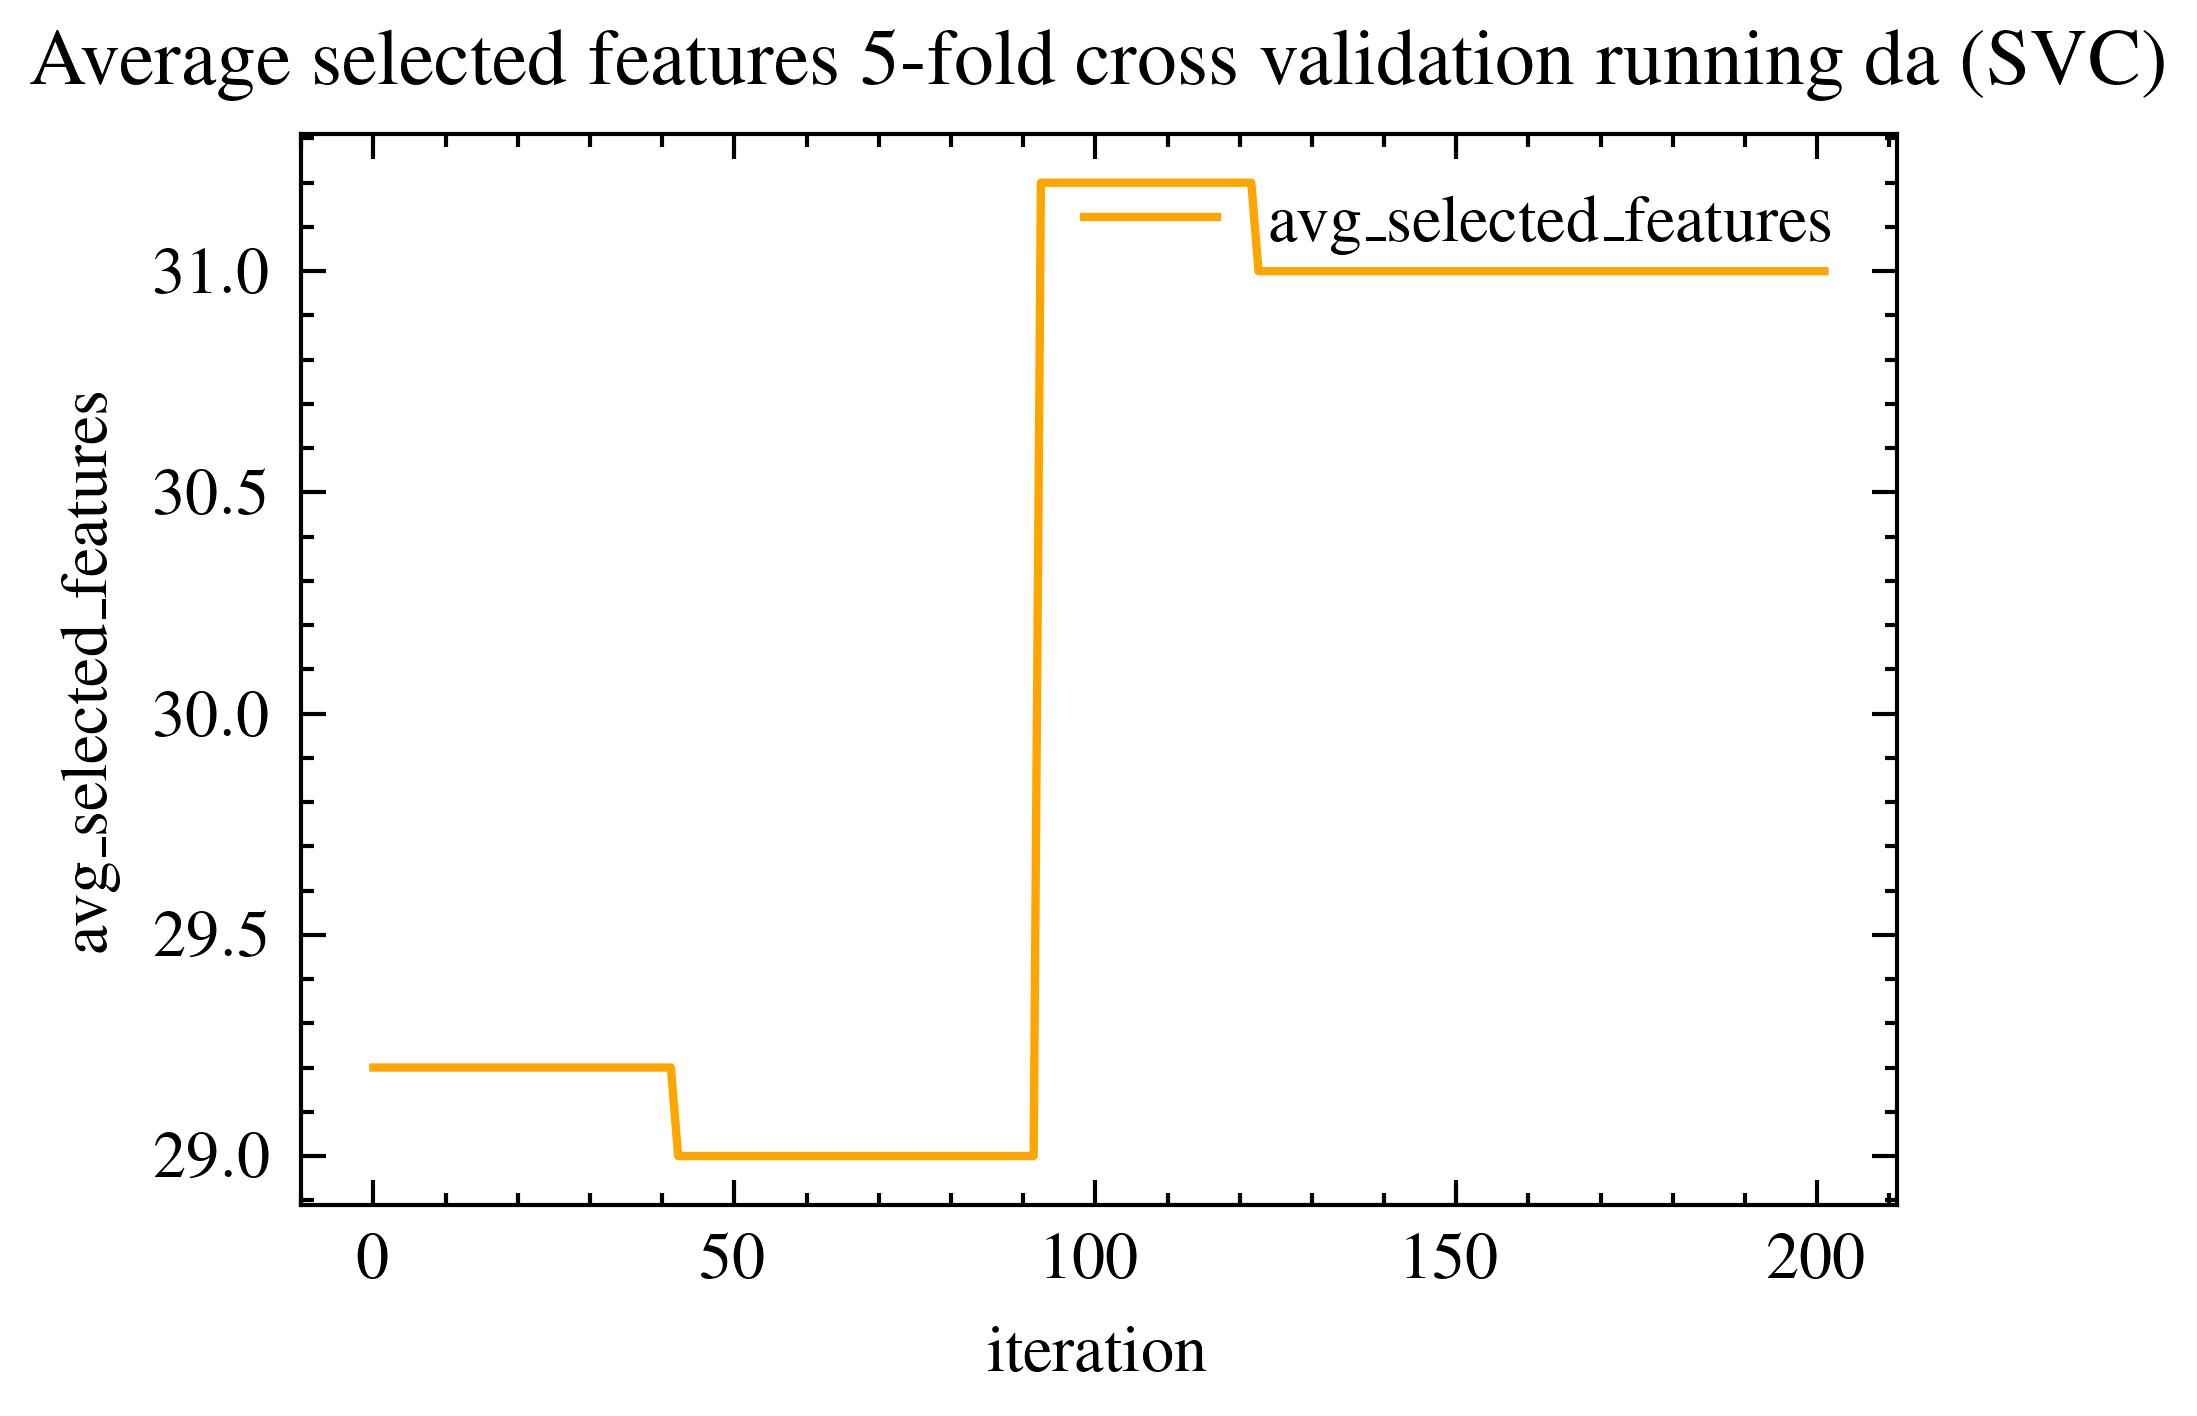 Average selected features 5-fold cross validation running da (SVC)
avg_selected_features
31.0
30.5
30.0
29.5
29.0
avg_selected_features
0 50 100 150 200
iteration